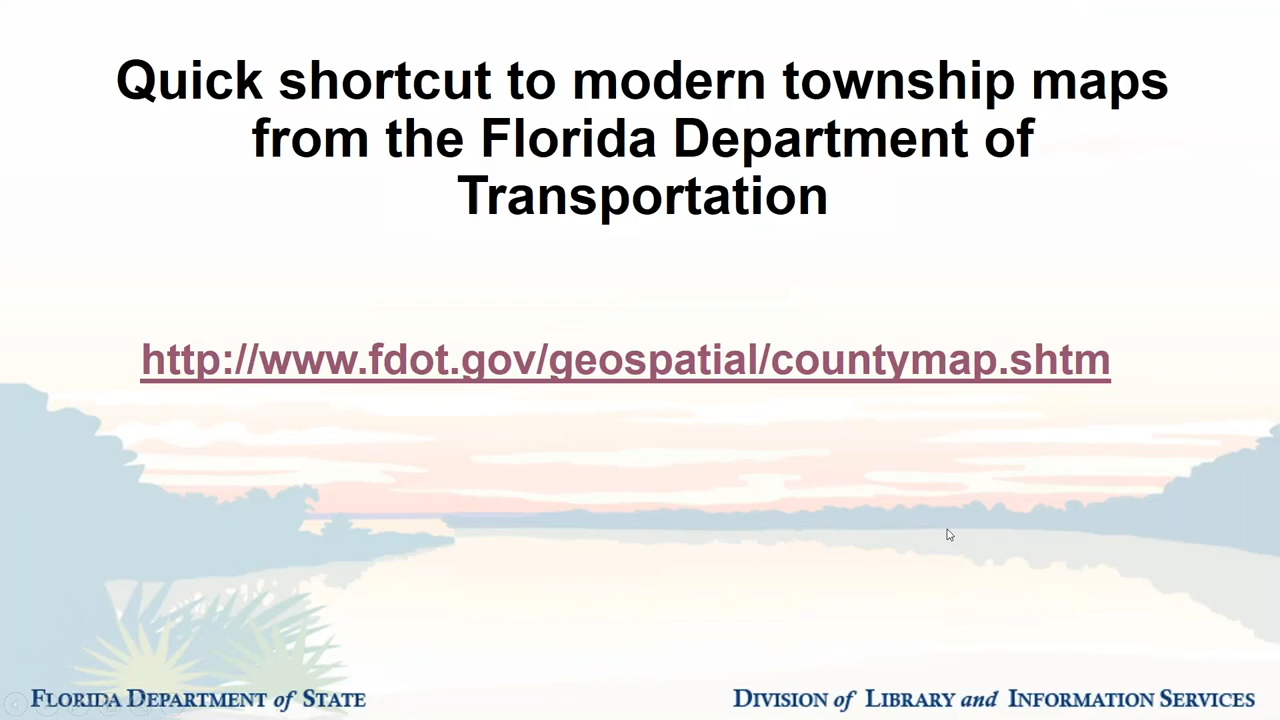 Quick shortcut to modern township maps
from the Florida Department of
Transportation
http://www.fdot.gov/geospatial/countymap.shtm
FLORIDA DEPARTMENT of STATE
DIVISION of LIBRARY and INFORMATION SERVICES